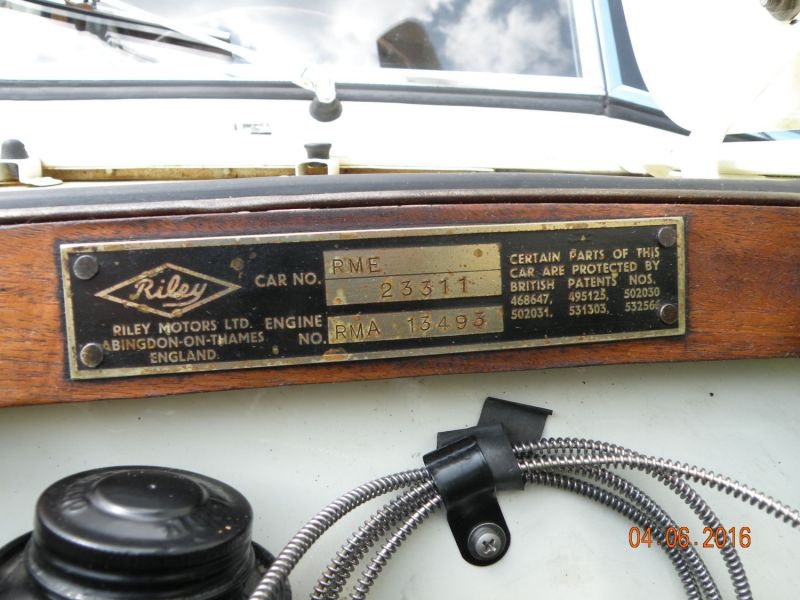 Riley
RILEY MOTORS LTD.
ABINGDON-ON-THAMES
ENGLAND.
CAR NO.
RME
23311
ENGINE
NO.
RMA 13493
CERTAIN PARTS OF THIS
CAR ARE PROTECTED BY
BRITISH PATENTS NOS.
468647, 495125, 502030
502031, 531303, 532566
04.06.2016